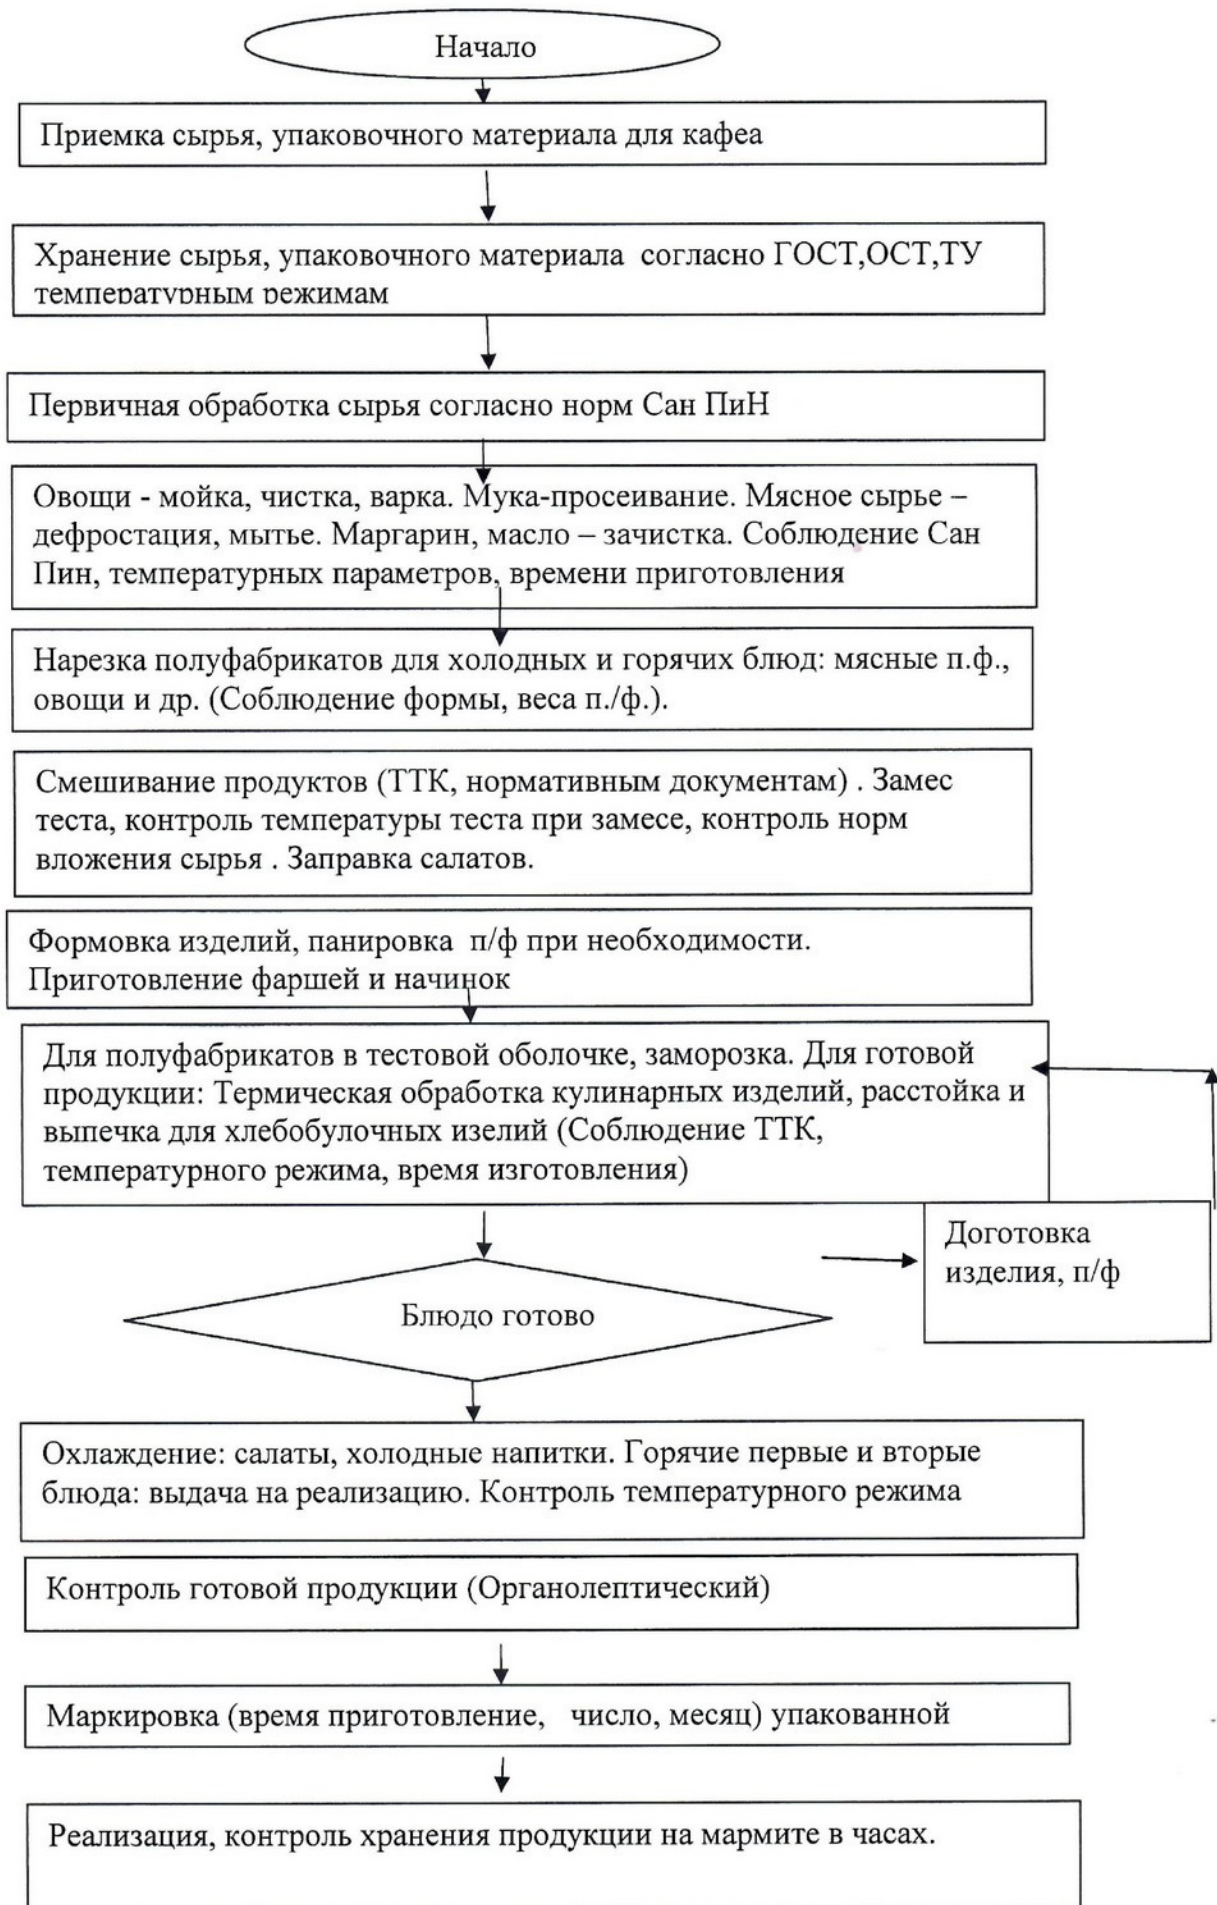 Начало
Приемка сырья, упаковочного материала для кафеа
Хранение сырья, упаковочного материала  согласно ГОСТ,ОСТ,ТУ
температурным режимам
Первичная обработка сырья согласно норм Сан ПиН
Овощи - мойка, чистка, варка. Мука-просеивание. Мясное сырье –
дефростация, мытье. Маргарин, масло – зачистка. Соблюдение Сан
Пин, температурных параметров, времени приготовления
Нарезка полуфабрикатов для холодных и горячих блюд: мясные п.ф.,
овощи и др. (Соблюдение формы, веса п./ф.).
Смешивание продуктов (ТТК, нормативным документам) . Замес
теста, контроль температуры теста при замесе, контроль норм
вложения сырья . Заправка салатов.
Формовка изделий, панировка  п/ф при необходимости.
Приготовление фаршей и начинок
Для полуфабрикатов в тестовой оболочке, заморозка. Для готовой
продукции: Термическая обработка кулинарных изделий, расстойка и
выпечка для хлебобулочных изелий (Соблюдение ТТК,
температурного режима, время изготовления)
Доготовка
изделия, п/ф
Блюдо готово
Охлаждение: салаты, холодные напитки. Горячие первые и вторые
блюда: выдача на реализацию. Контроль температурного режима
Контроль готовой продукции (Органолептический)
Маркировка (время приготовление,   число, месяц) упакованной
Реализация, контроль хранения продукции на мармите в часах.